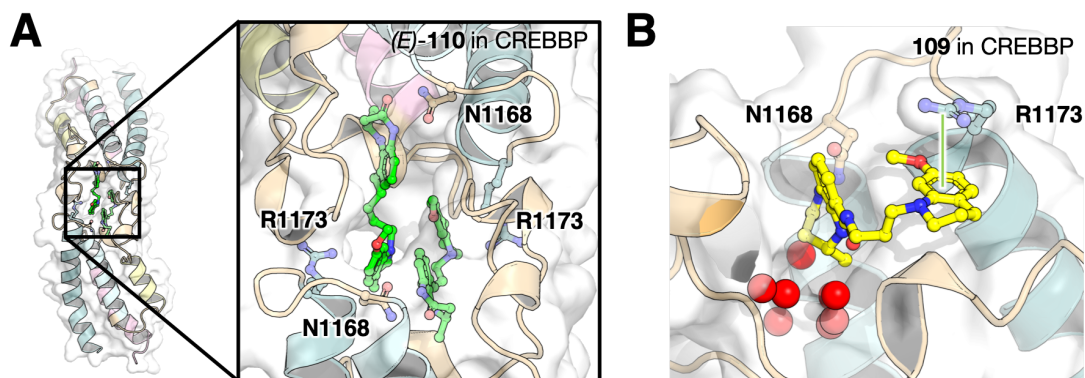 A
(E)-110 in CREBBP
N1168
R1173
R1173
N1168
B
109 in CREBBP
N1168
R1173